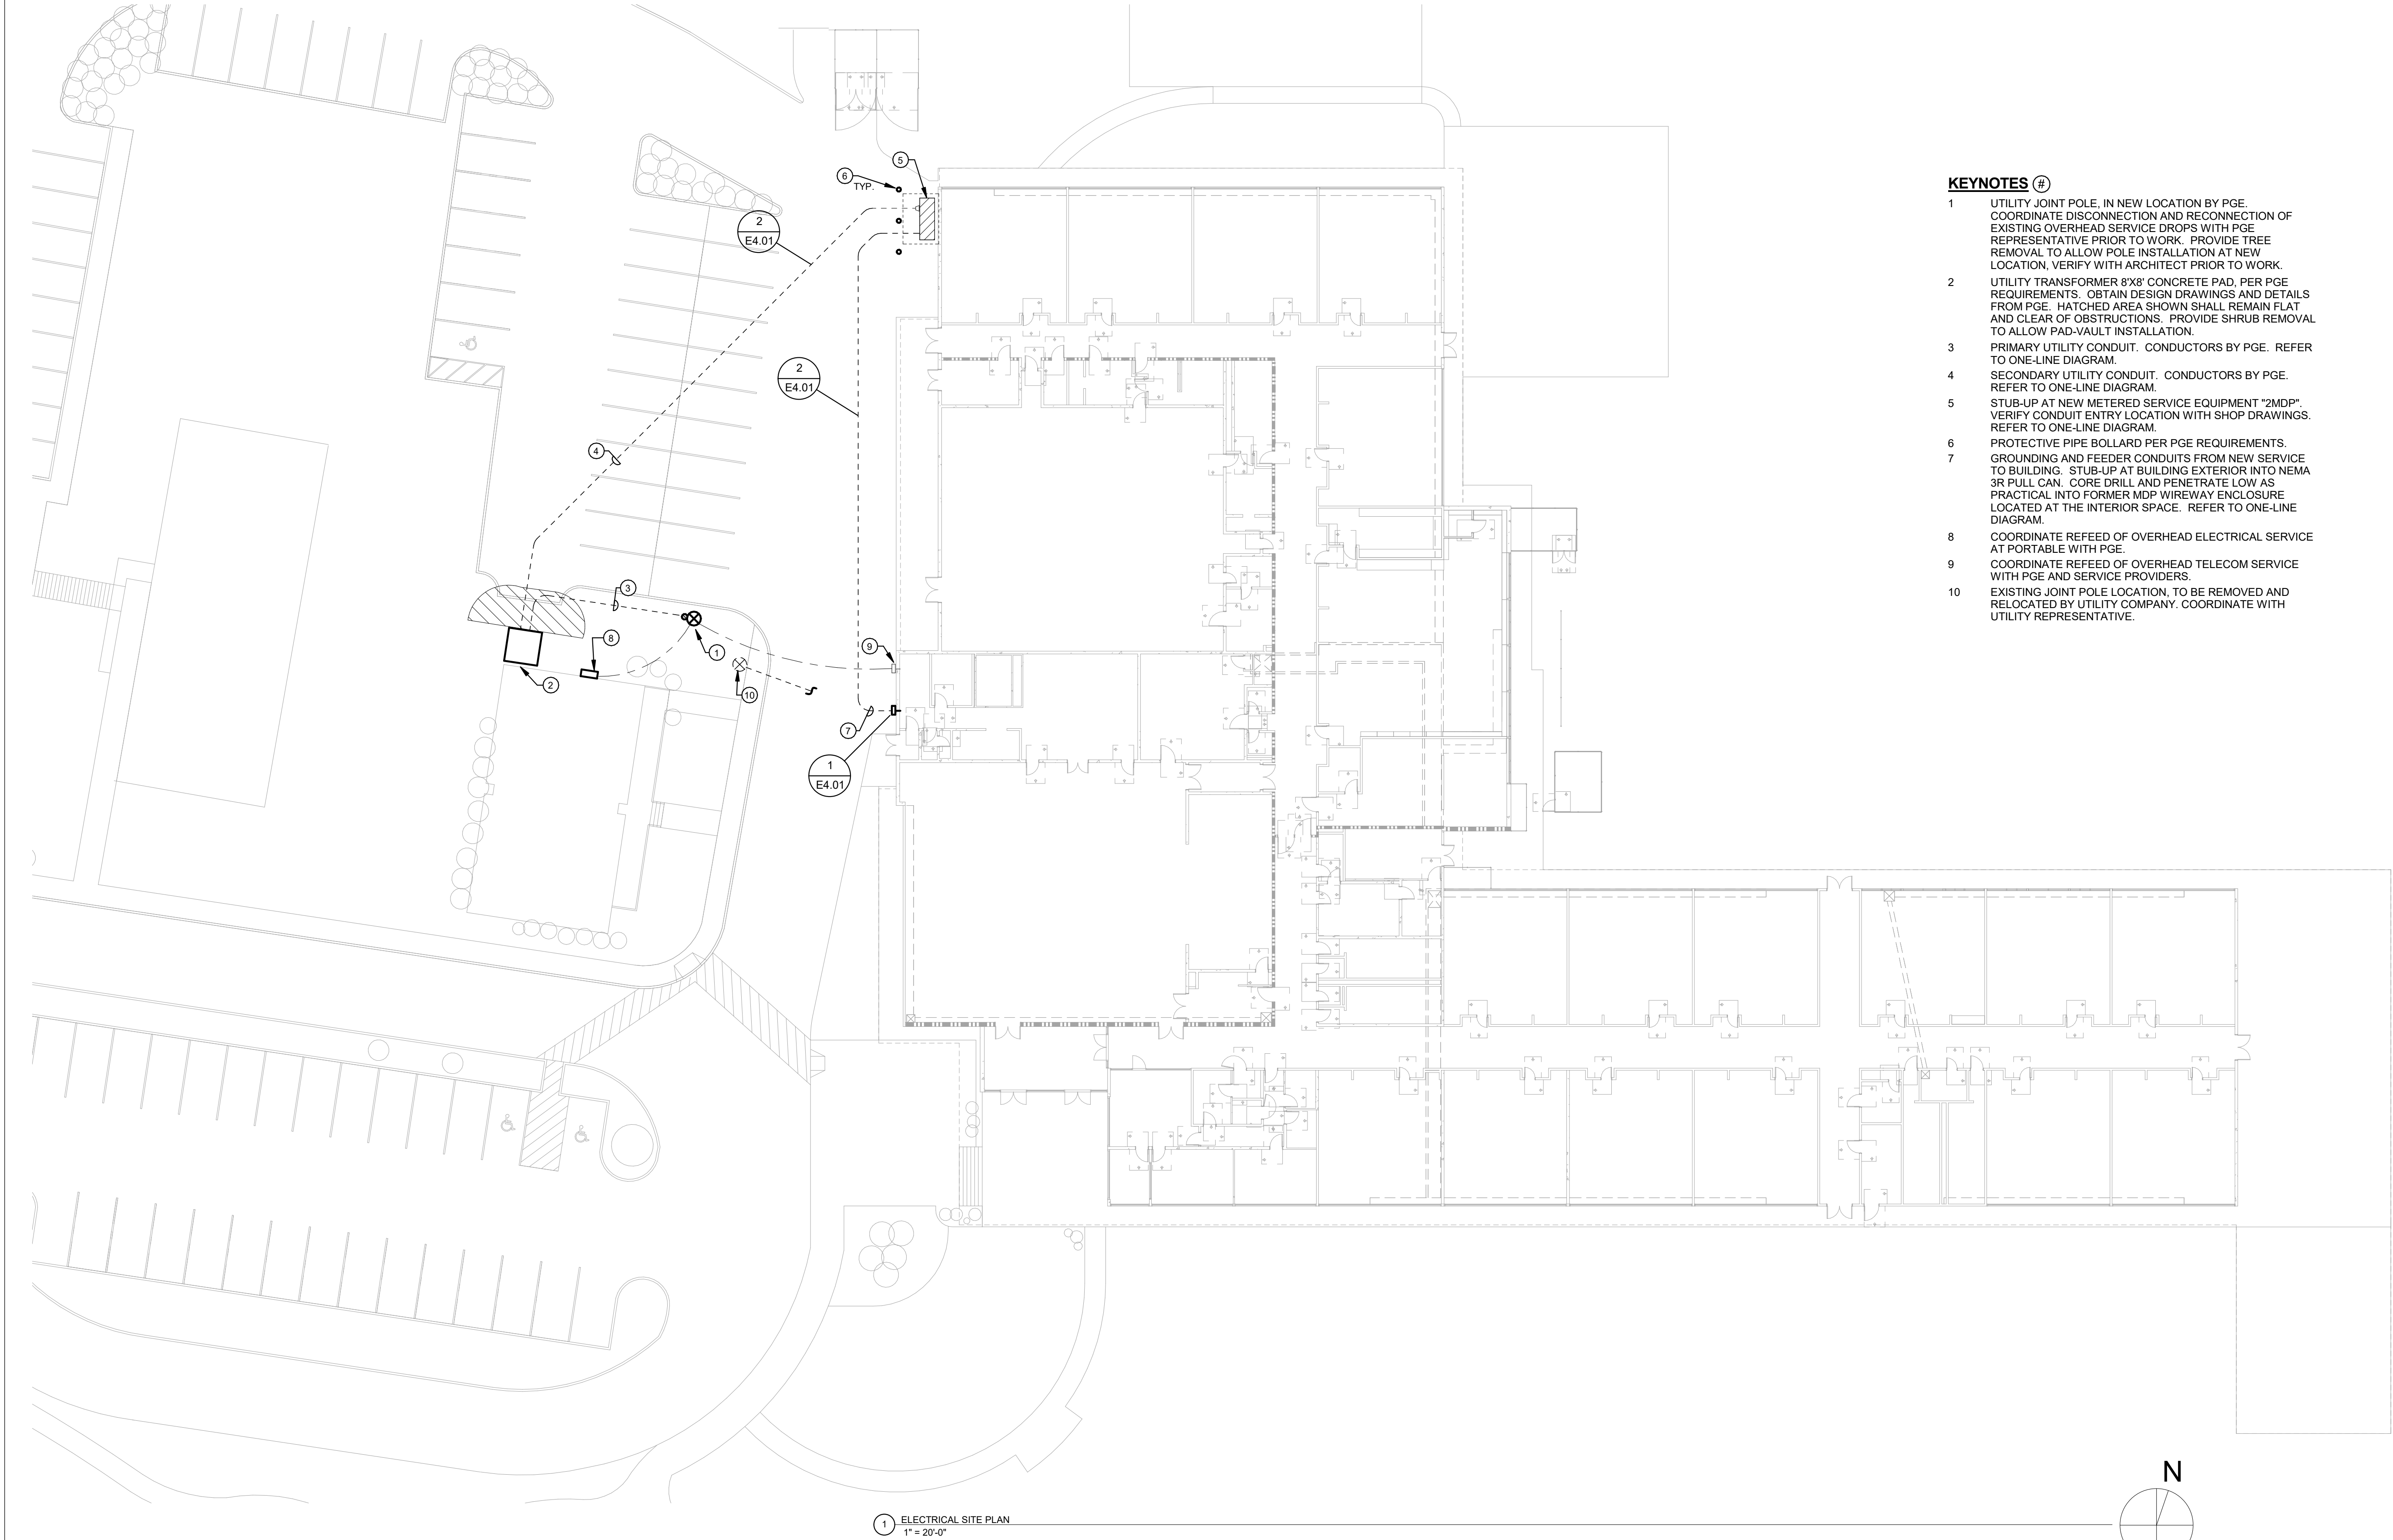 5
6
TYP.
2
E4.01
2
E4.01
4
3
8
1
9
2
10
7
1
E4.01
KEYNOTES #
1 UTILITY JOINT POLE, IN NEW LOCATION BY PGE.
COORDINATE DISCONNECTION AND RECONNECTION OF
EXISTING OVERHEAD SERVICE DROPS WITH PGE
REPRESENTATIVE PRIOR TO WORK. PROVIDE TREE
REMOVAL TO ALLOW POLE INSTALLATION AT NEW
LOCATION, VERIFY WITH ARCHITECT PRIOR TO WORK.
2 UTILITY TRANSFORMER 8'X8' CONCRETE PAD, PER PGE
REQUIREMENTS. OBTAIN DESIGN DRAWINGS AND DETAILS
FROM PGE. HATCHED AREA SHOWN SHALL REMAIN FLAT
AND CLEAR OF OBSTRUCTIONS. PROVIDE SHRUB REMOVAL
TO ALLOW PAD-VAULT INSTALLATION.
3 PRIMARY UTILITY CONDUIT. CONDUCTORS BY PGE. REFER
TO ONE-LINE DIAGRAM.
4 SECONDARY UTILITY CONDUIT. CONDUCTORS BY PGE.
REFER TO ONE-LINE DIAGRAM.
5 STUB-UP AT NEW METERED SERVICE EQUIPMENT "2MDP".
VERIFY CONDUIT ENTRY LOCATION WITH SHOP DRAWINGS.
REFER TO ONE-LINE DIAGRAM.
6 PROTECTIVE PIPE BOLLARD PER PGE REQUIREMENTS.
7 GROUNDING AND FEEDER CONDUITS FROM NEW SERVICE
TO BUILDING. STUB-UP AT BUILDING EXTERIOR INTO NEMA
3R PULL CAN. CORE DRILL AND PENETRATE LOW AS
PRACTICAL INTO FORMER MDP WIREWAY ENCLOSURE
LOCATED AT THE INTERIOR SPACE. REFER TO ONE-LINE
DIAGRAM.
8 COORDINATE REFEED OF OVERHEAD ELECTRICAL SERVICE
AT PORTABLE WITH PGE.
9 COORDINATE REFEED OF OVERHEAD TELECOM SERVICE
WITH PGE AND SERVICE PROVIDERS.
10 EXISTING JOINT POLE LOCATION, TO BE REMOVED AND
RELOCATED BY UTILITY COMPANY. COORDINATE WITH
UTILITY REPRESENTATIVE.
N
1 ELECTRICAL SITE PLAN
1" = 20'-0"